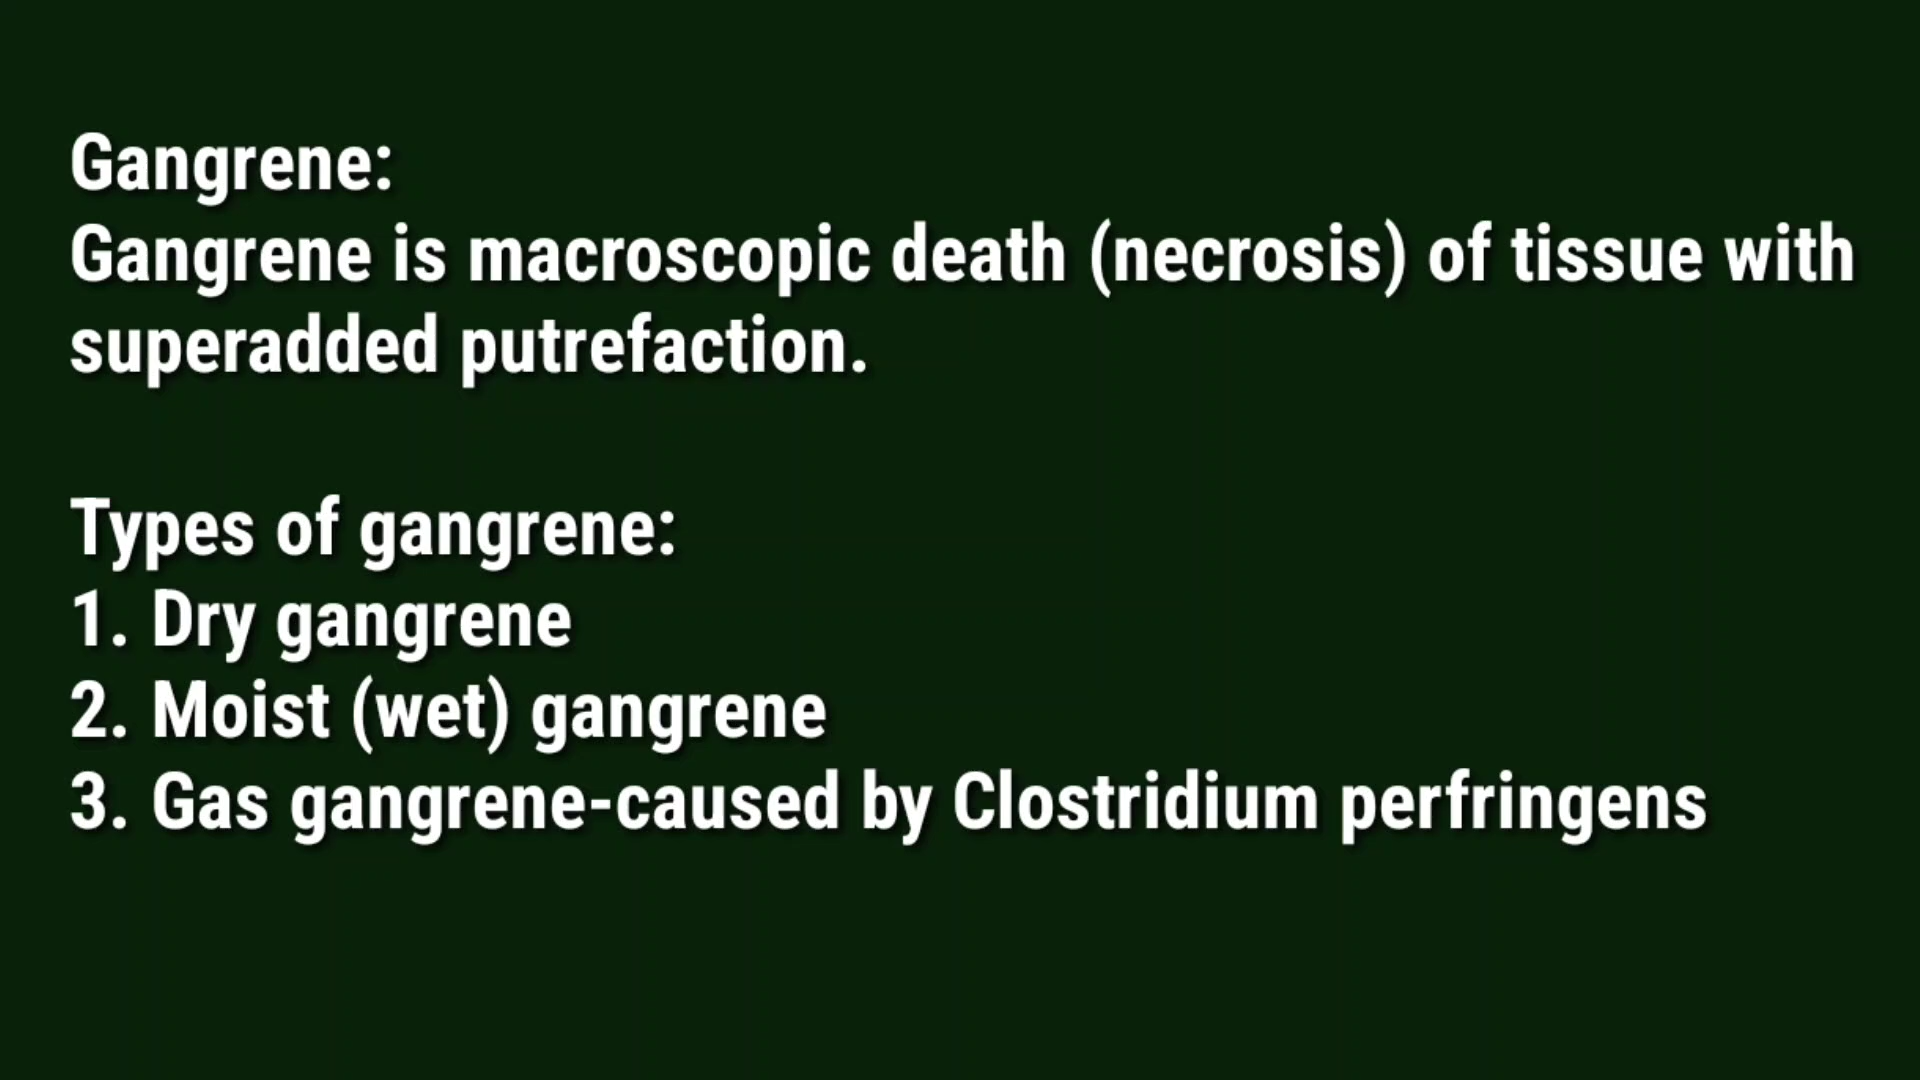 Gangrene:
Gangrene is macroscopic death (necrosis) of tissue with
superadded putrefaction.
Types of gangrene:
1. Dry gangrene
2. Moist (wet) gangrene
3. Gas gangrene-caused by Clostridium perfringens